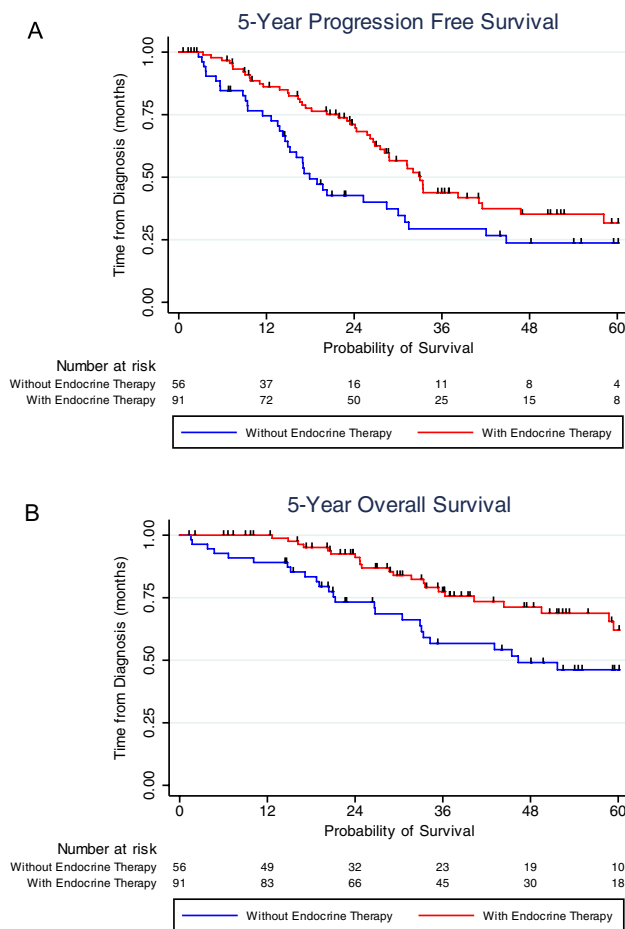 A
5-Year Progression Free Survival
Time from Diagnosis (months)
1.00
0.75
0.50
0.25
0.00
0 12 24 36 48 60
Probability of Survival
Number at risk
Without Endocrine Therapy 56 37 16 11 8 4
With Endocrine Therapy 91 72 50 25 15 8
Without Endocrine Therapy With Endocrine Therapy
B
5-Year Overall Survival
Time from Diagnosis (months)
1.00
0.75
0.50
0.25
0.00
0 12 24 36 48 60
Probability of Survival
Number at risk
Without Endocrine Therapy 56 49 32 23 19 10
With Endocrine Therapy 91 83 66 45 30 18
Without Endocrine Therapy With Endocrine Therapy